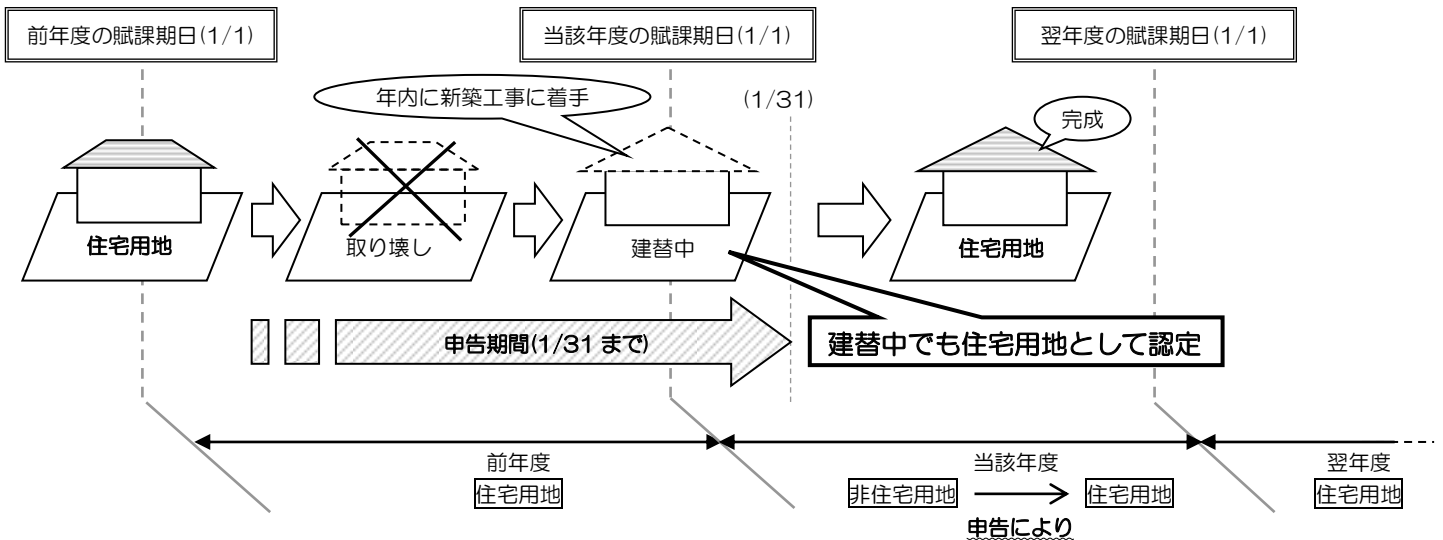 前年度の賦課期日(1/1)
当該年度の賦課期日(1/1)
翌年度の賦課期日(1/1)
年内に新築工事に着手
(1/31)
完成
住宅用地
取り壊し
建替中
住宅用地
申告期間(1/31 まで)
建替中でも住宅用地として認定
前年度
住宅用地
当該年度
非住宅用地
住宅用地
申告により
翌年度
住宅用地